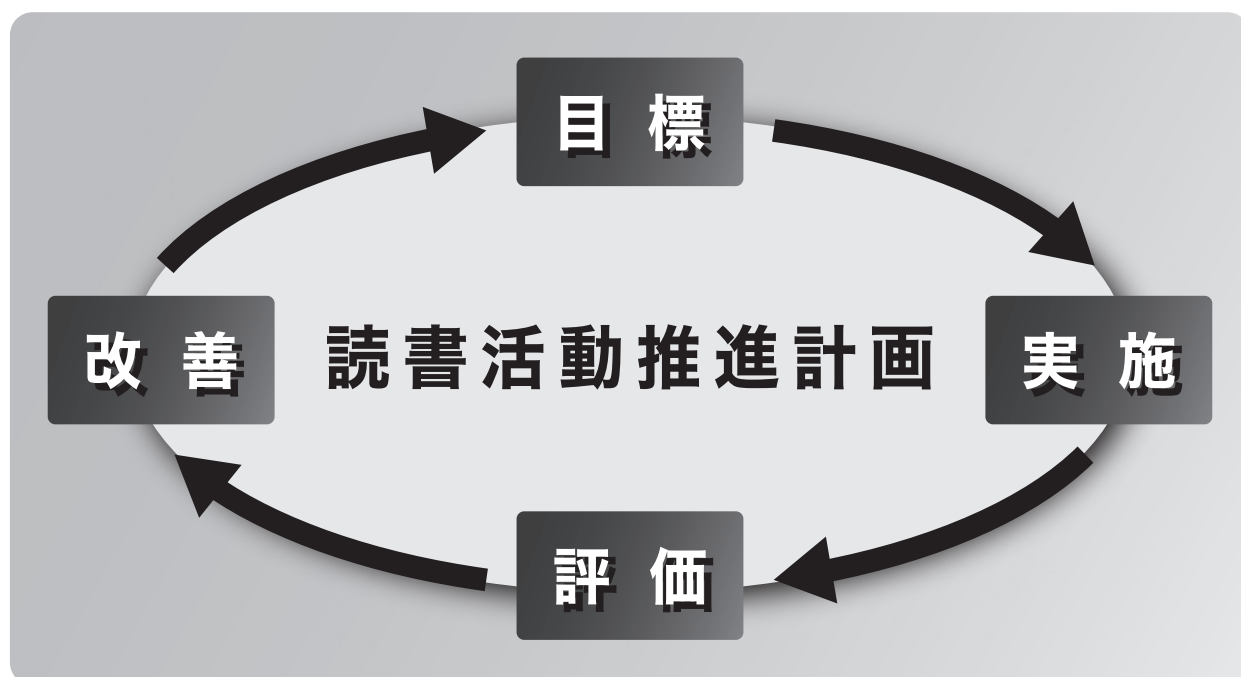 目標
改善
読書活動推進計画
実施
評価